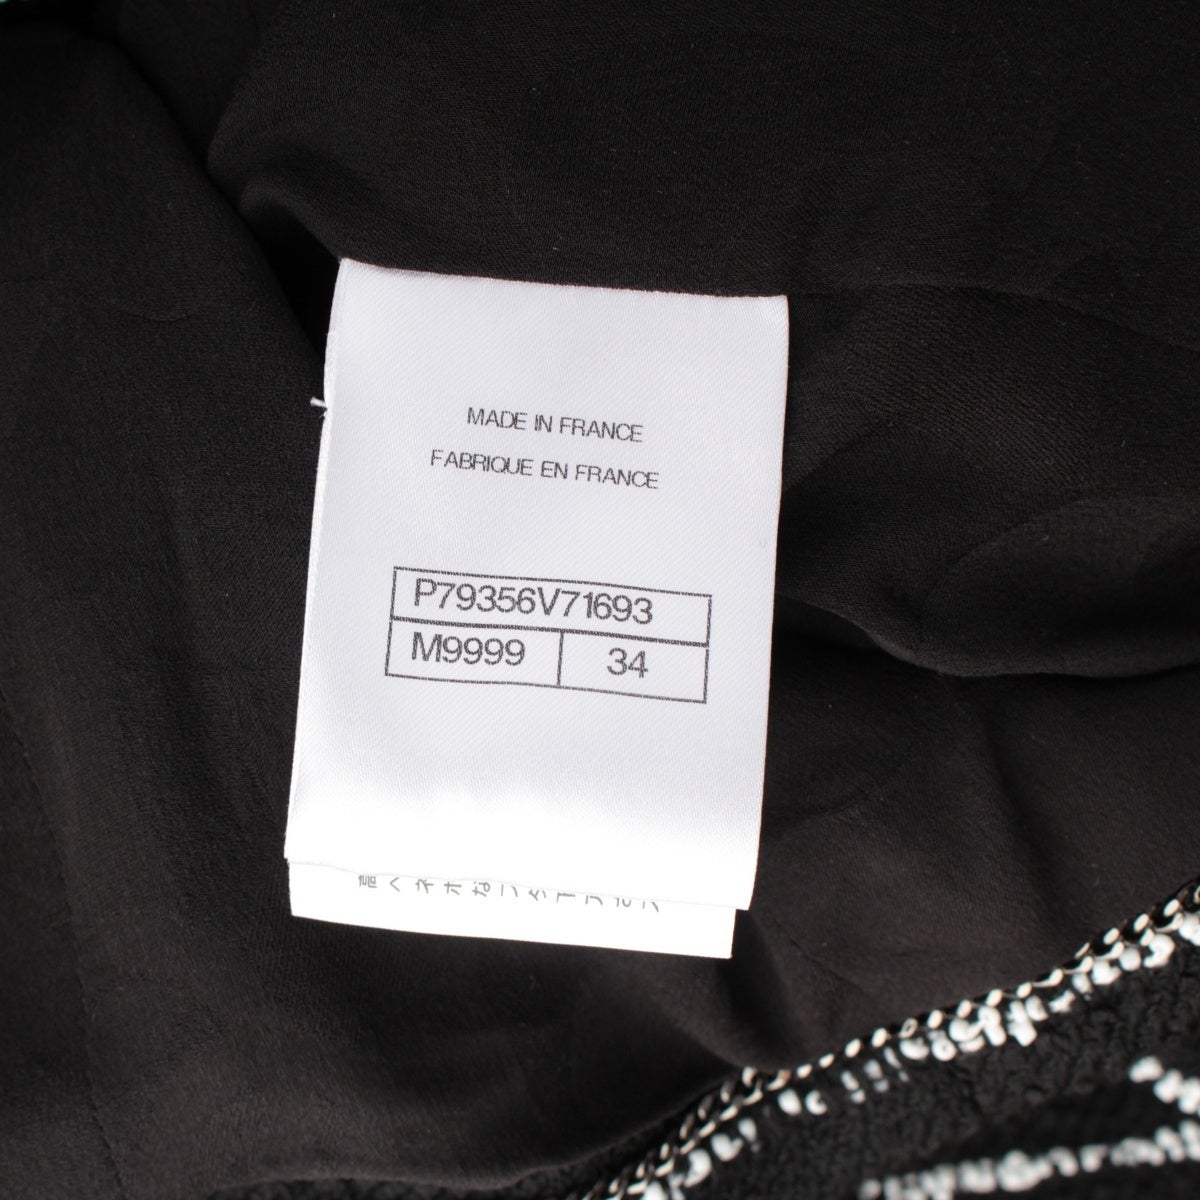 MADE IN FRANCE
FABRIQUE EN FRANCE
P79356V71693
M9999 34